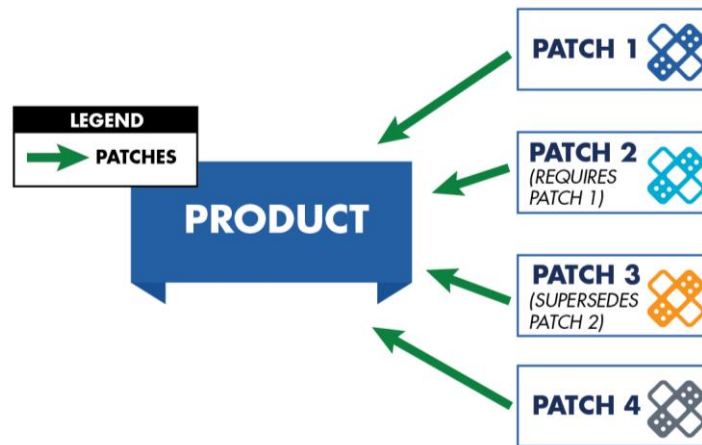 PATCH 1
LEGEND
PATCHES
PATCH 2
(REQUIRES
PATCH 1)
PRODUCT
PATCH 3
(SUPERSEDES
PATCH 2)
PATCH 4